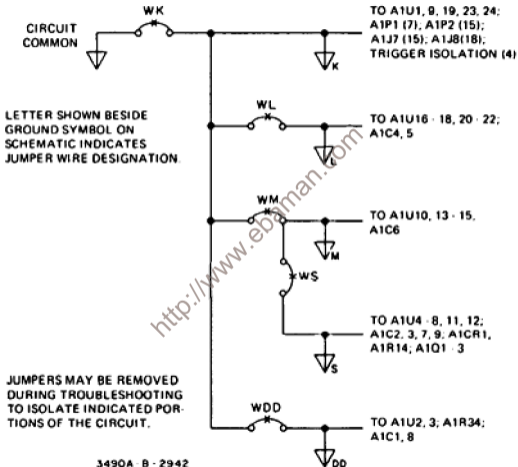 WK
CIRCUIT
COMMON
K
TO A1U1, 9, 19, 23, 24;
A1P1 (7), A1P2 (15);
A1J7 (15); A1J8(18);
TRIGGER ISOLATION (4)
LETTER SHOWN BESIDE
GROUND SYMBOL ON
SCHEMATIC INDICATES
JUMPER WIRE DESIGNATION.
WL
L
TO A1U16 - 18, 20 - 22;
A1C4, 5
WM
M
TO A1U10, 13 - 15,
A1C6
WS
S
TO A1U4 - 8, 11, 12;
A1C2, 3, 7, 9; A1CR1,
A1R14; A1Q1 - 3
JUMPERS MAY BE REMOVED
DURING TROUBLESHOOTING
TO ISOLATE INDICATED POR-
TIONS OF THE CIRCUIT.
WDD
DD
TO A1U2, 3; A1R34;
A1C1, 8
3490A-B-2942
http://www.ebaman.com